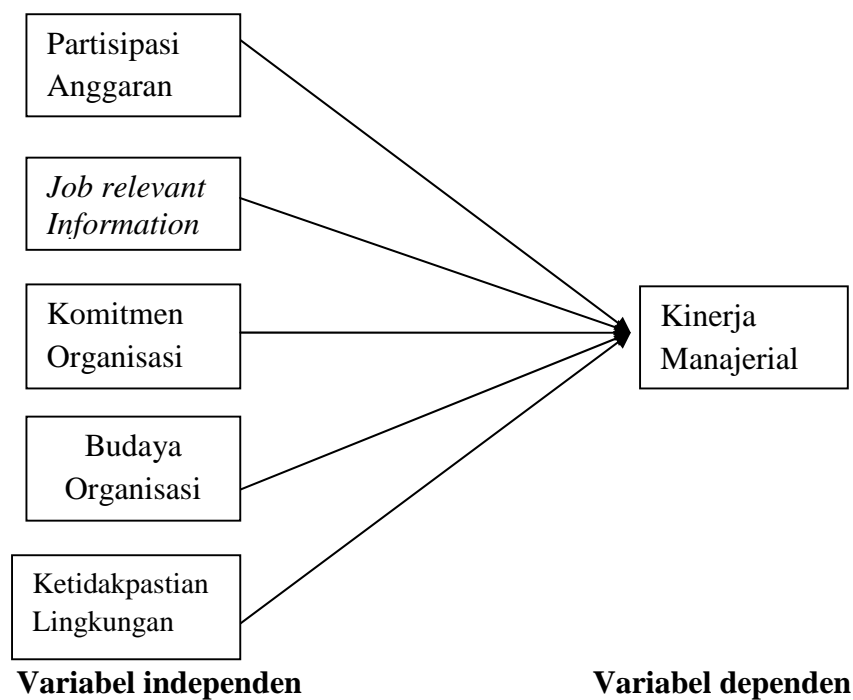 Partisipasi
Anggaran
Job relevant
Information
Komitmen
Organisasi
Kinerja
Manajerial
Budaya
Organisasi
Ketidakpastian
Lingkungan
Variabel independen
Variabel dependen